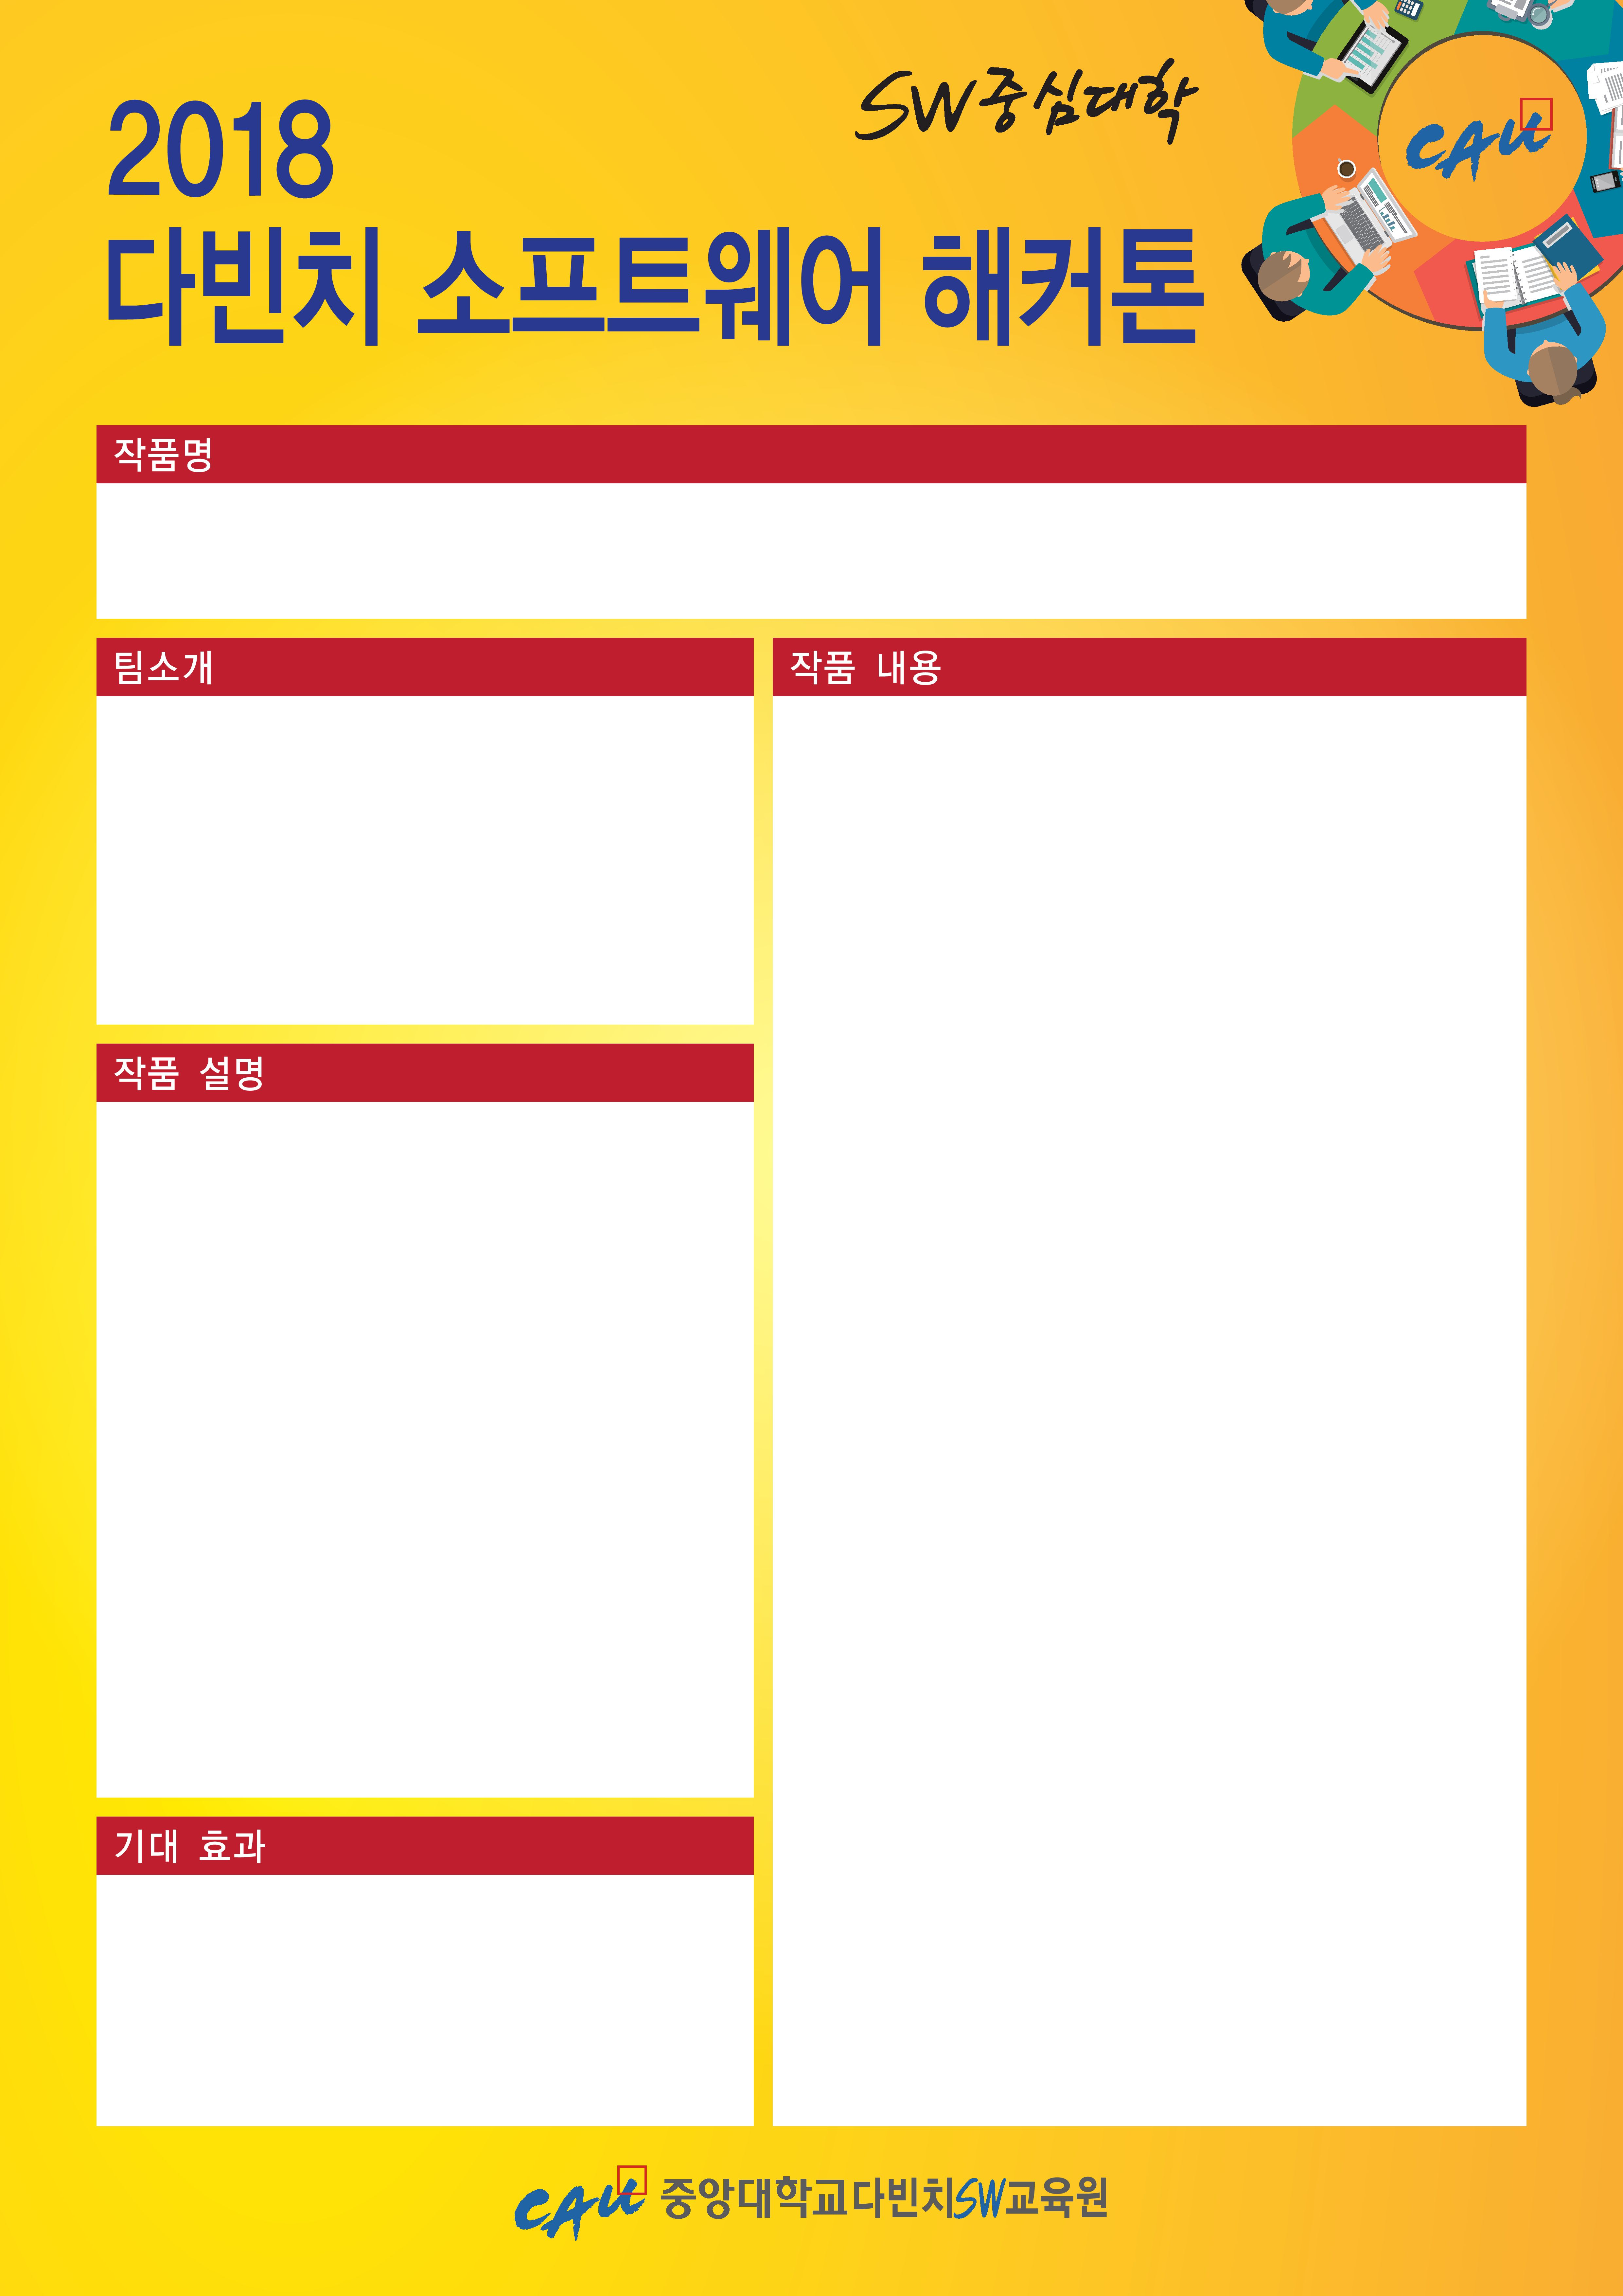 SW중심대학
CAU
2018
다빈치 소프트웨어 해커톤
작품명
팀소개
작품 내용
작품 설명
기대 효과
CAU 중앙대학교다빈치SW교육원